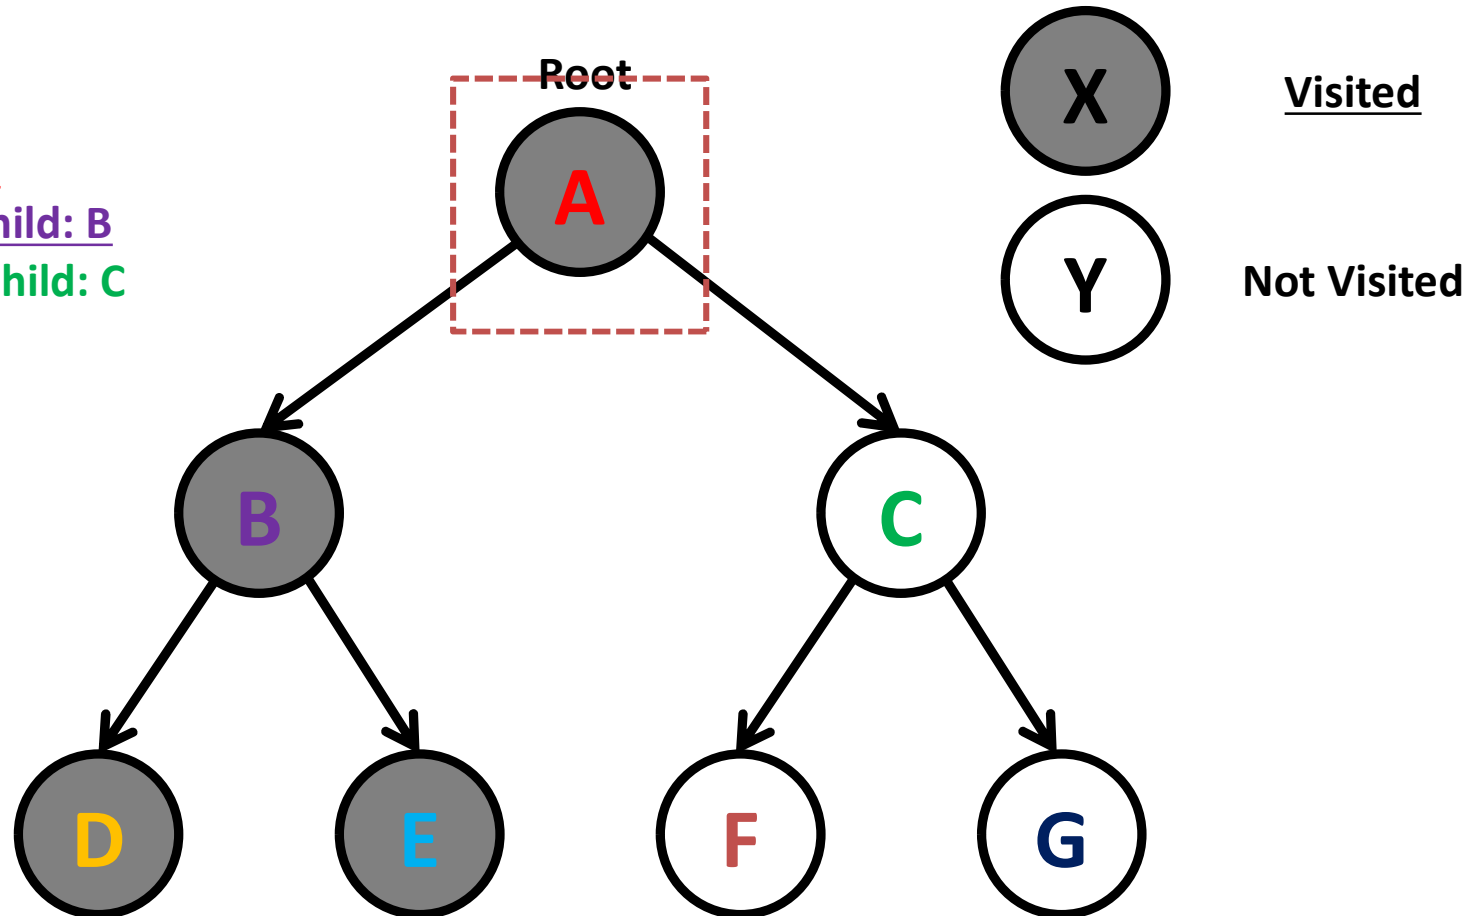 Root
X Visited
A
hild: B
Y Not Visited
hild: C
B C
D E F G